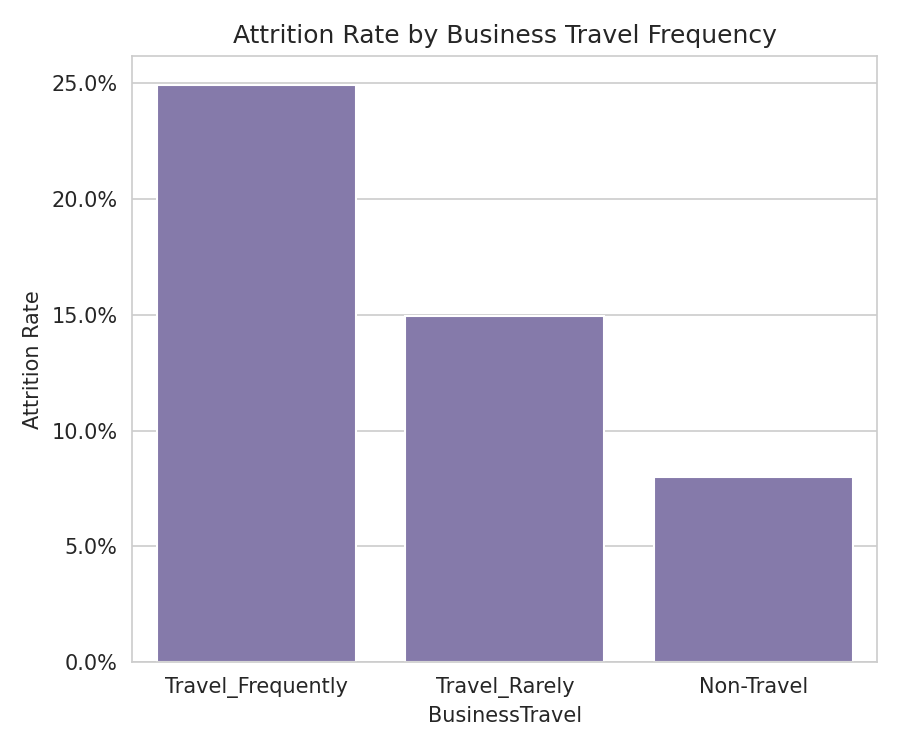 Attrition Rate by Business Travel Frequency
25.0%
20.0%
15.0%
10.0%
5.0%
0.0%
Attrition Rate
Travel_Frequently
Travel_Rarely
Non-Travel
BusinessTravel